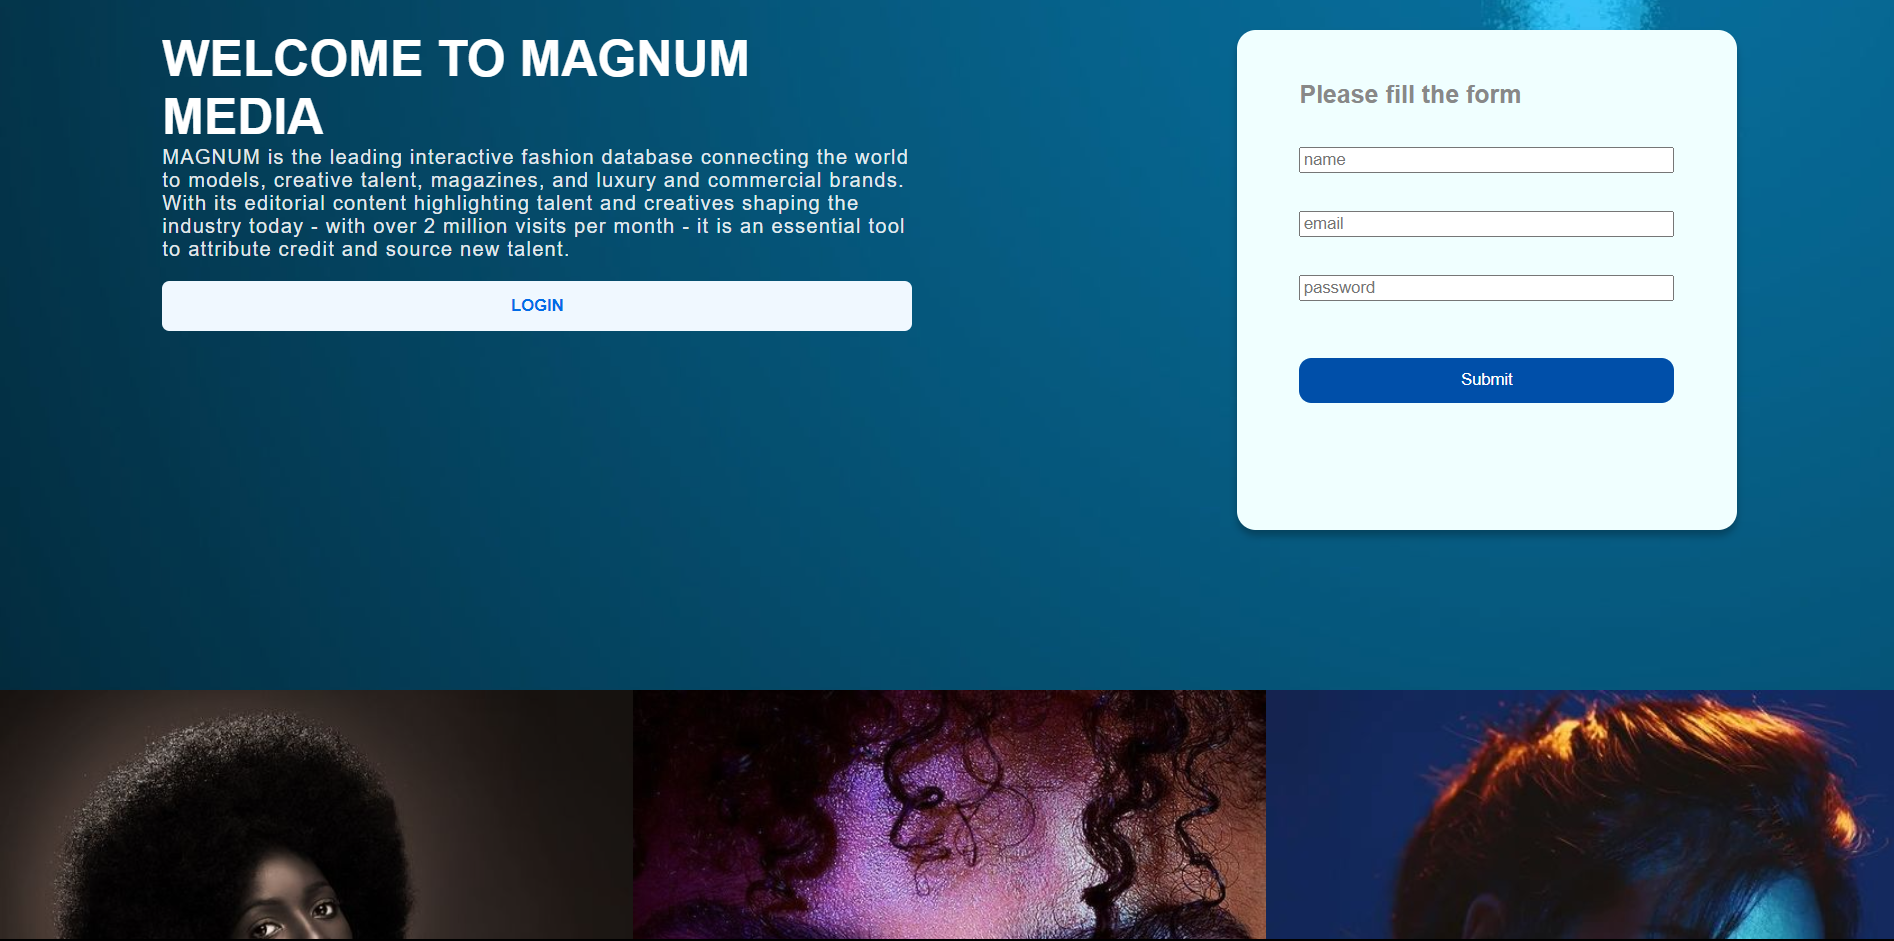 WELCOME TO MAGNUM
MEDIA
MAGNUM is the leading interactive fashion database connecting the world
to models, creative talent, magazines, and luxury and commercial brands.
With its editorial content highlighting talent and creatives shaping the
industry today - with over 2 million visits per month - it is an essential tool
to attribute credit and source new talent.
LOGIN
Please fill the form
name
email
password
Submit